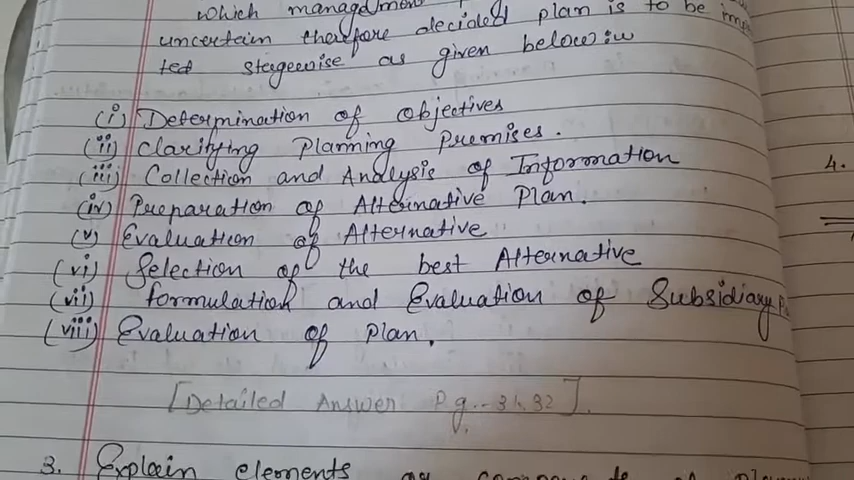 which management
uncertain therefore decided plan is to be
ted stagewise as given below:-
(i) Determination of objectives
(ii) Clarifying Planning Premises.
(iii) Collection and Analysis of Information
(iv) Preparation of Alternative Plan.
(v) Evaluation of Alternative
(vi) Selection of the best Alternative
(vii) formulation and Evaluation of Subsidiary
(viii) Evaluation of plan.
[Detailed Answer Pg.-31,32].
4.
3. Explain elements